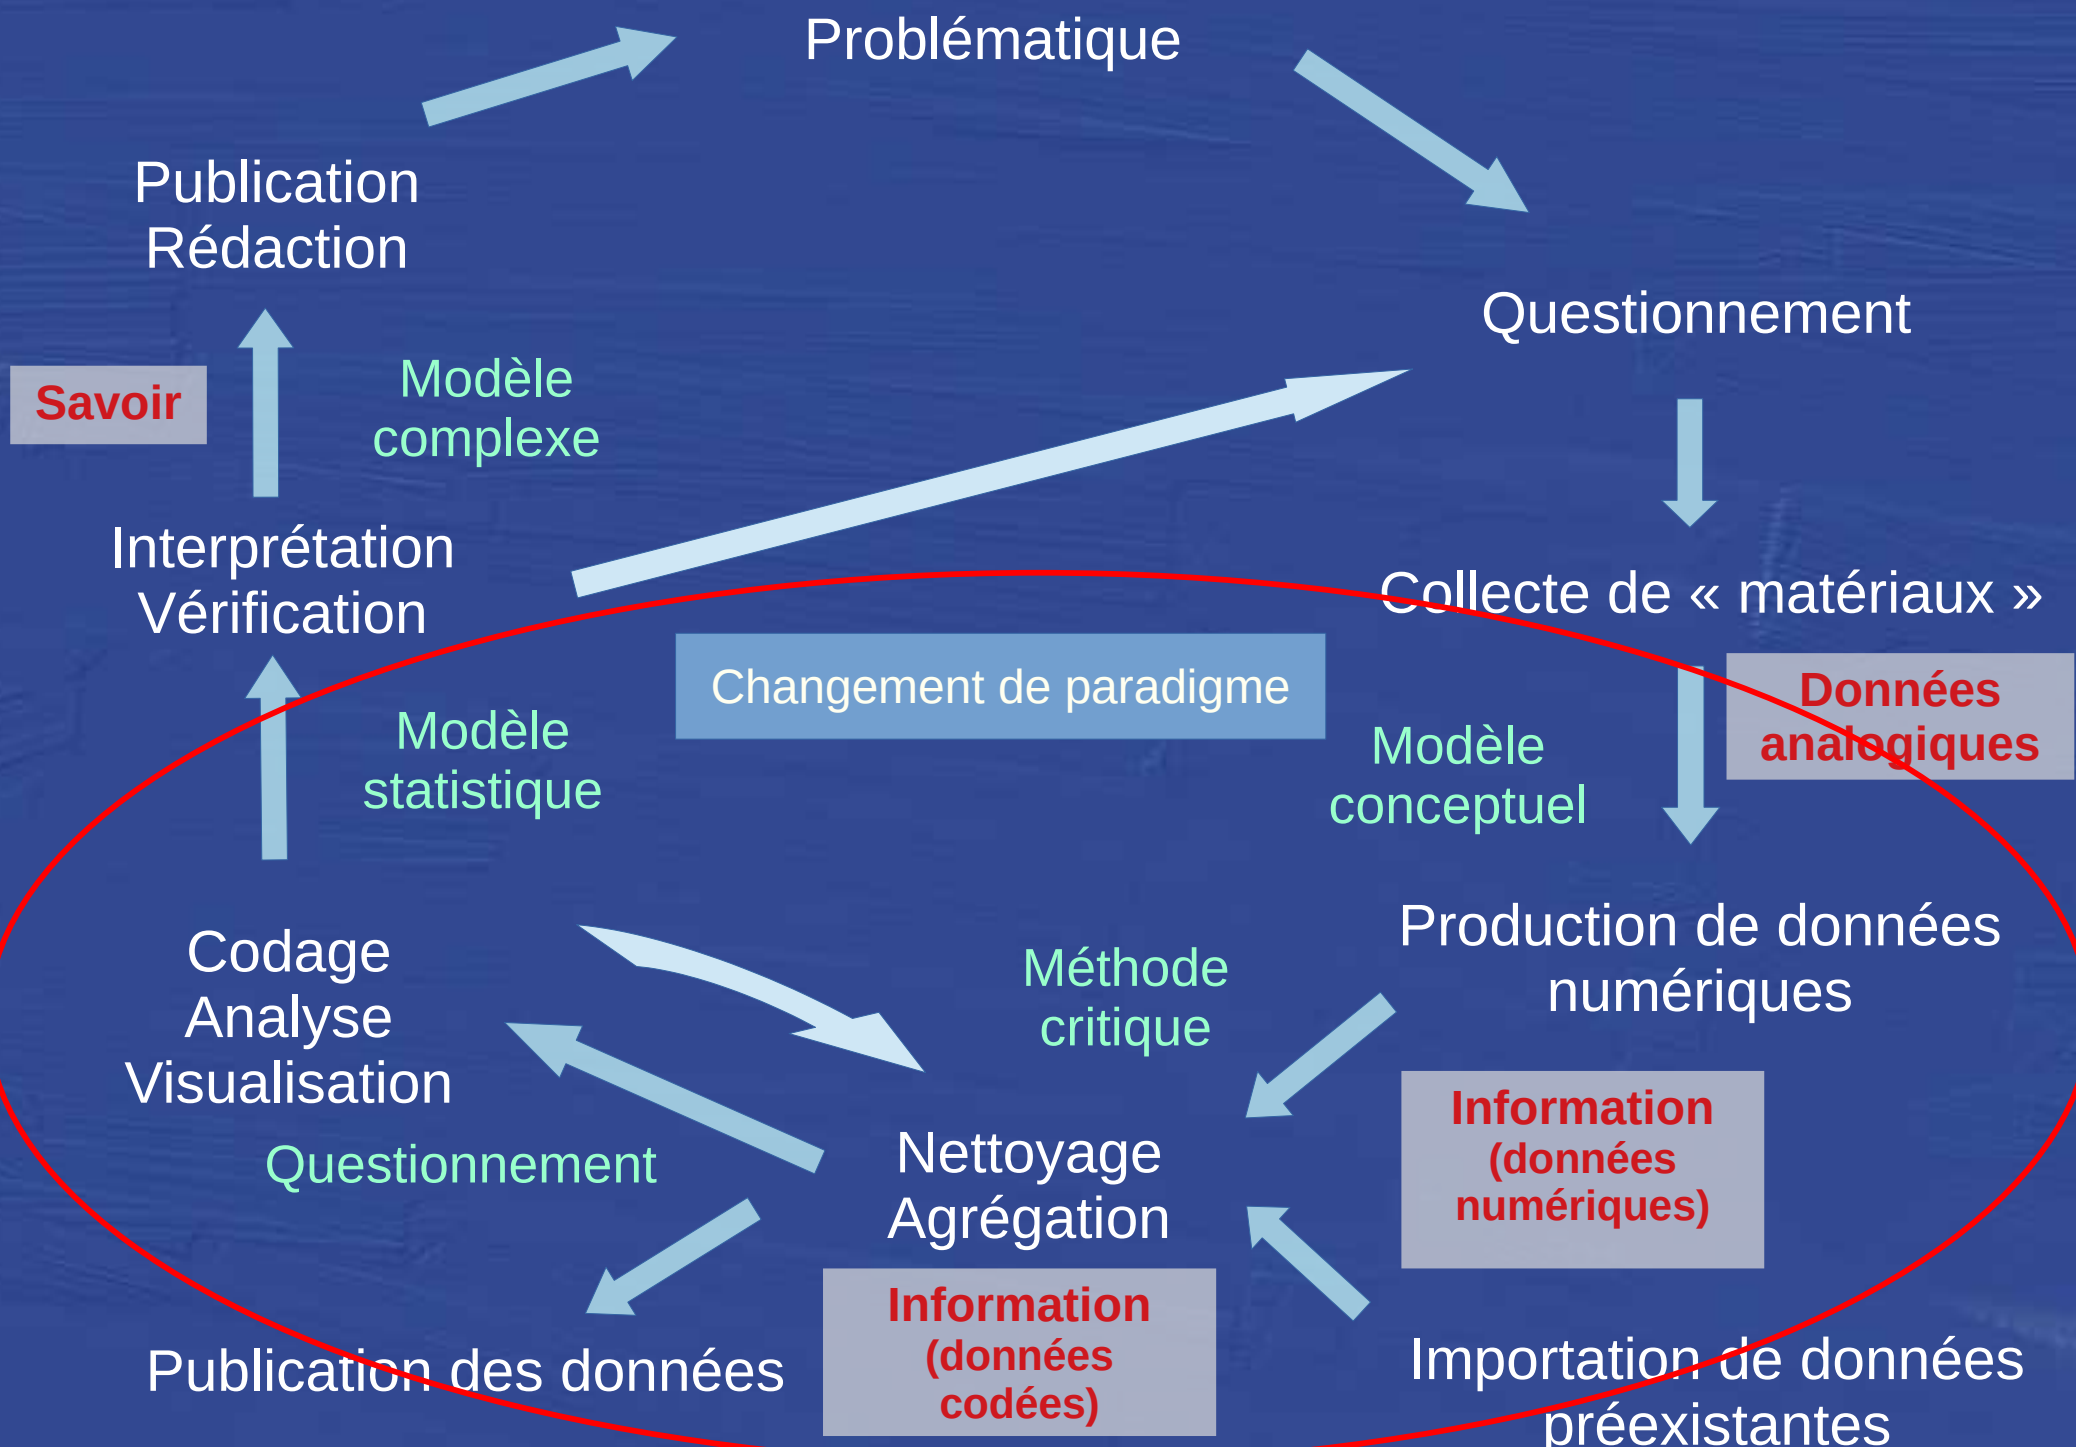 Problématique
Publication
Rédaction
Questionnement
Savoir
Modèle
complexe
Interprétation
Vérification
Collecte de « matériaux »
Changement de paradigme
Données
analogiques
Modèle
statistique
Modèle
conceptuel
Production de données
numériques
Codage
Analyse
Visualisation
Méthode
critique
Information
(données
numériques)
Questionnement
Nettoyage
Agrégation
Information
(données
codées)
Publication des données
Importation de données
préexistantes